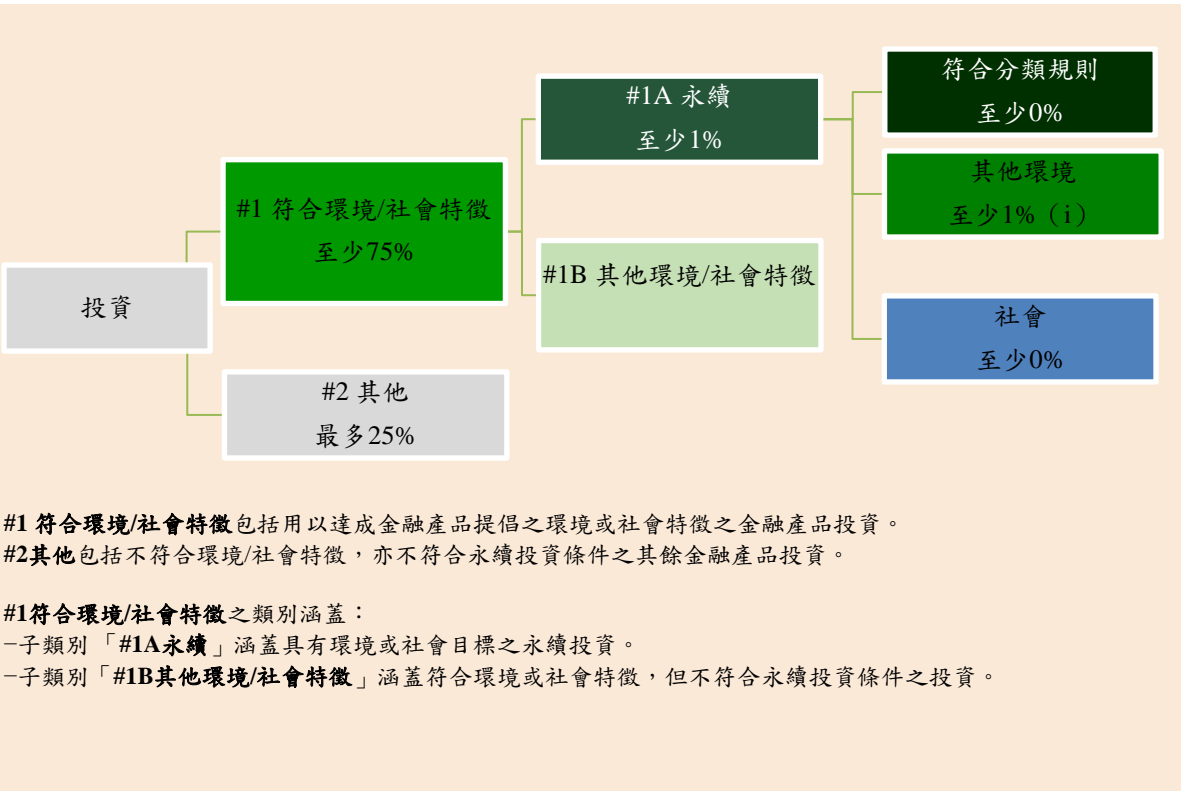 投資
#1 符合環境/社會特徵
至少75%
#2 其他
最多25%
#1A 永續
至少1%
#1B 其他環境/社會特徵
符合分類規則
至少0%
其他環境
至少1%（i）
社會
至少0%
#1 符合環境/社會特徵包括用以達成金融產品提倡之環境或社會特徵之金融產品投資。
#2其他包括不符合環境/社會特徵，亦不符合永續投資條件之其餘金融產品投資。
#1符合環境/社會特徵之類別涵蓋：
−子類別「#1A永續」涵蓋具有環境或社會目標之永續投資。
−子類別「#1B其他環境/社會特徵」涵蓋符合環境或社會特徵，但不符合永續投資條件之投資。